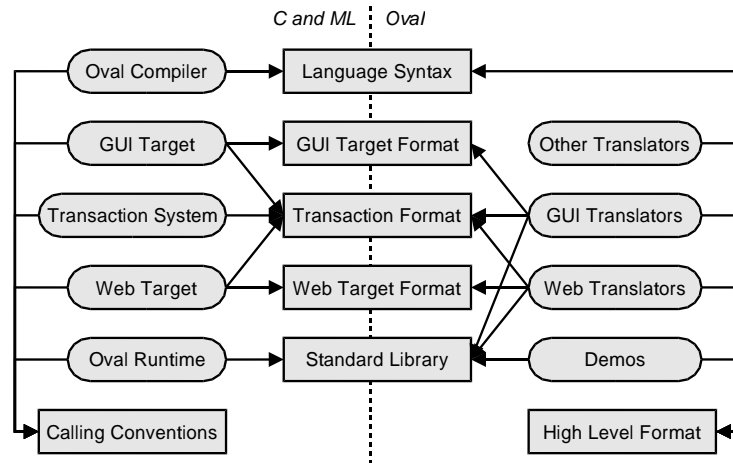 C and ML
Oval
Oval Compiler
Language Syntax
GUI Target
GUI Target Format
Other Translators
Transaction System
Transaction Format
GUI Translators
Web Target
Web Target Format
Web Translators
Oval Runtime
Standard Library
Demos
Calling Conventions
High Level Format